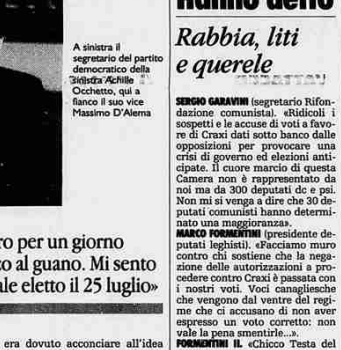 A sinistra il
segretario del partito
democratico della
sinistra Achille
Occhetto, qui a
fianco il suo vice
Massimo D'Alema
ro per un giorno
co al guano. Mi sento
ale eletto il 25 luglio»
era dovuto acconciare all'idea
Hanno detto
Rabbia, liti
e querele
SERGIO GARAVINI (segretario Rifon-
dazione comunista). «Ridicoli i
sospetti e le accuse di voti a favo-
re di Craxi dati sotto banco dalle
opposizioni per provocare una
crisi di governo ed elezioni anti-
cipate. Il cuore marcio di questa
Camera non è rappresentato da
noi ma da 300 deputati dc e psi.
Non mi si venga a dire che 30 de-
putati comunisti hanno determi-
nato una maggioranza».
MARCO FORMENTINI (presidente de-
putati leghisti). «Facciamo muro
contro chi sostiene che la nega-
zione delle autorizzazioni a pro-
cedere contro Craxi è passata con
i nostri voti. Voci canagliesche
che vengono dal ventre del regi-
me che ci accusano di non aver
espresso un voto corretto: non
vale la pena smentirle...».
FORMENTINI II. «Chicco Testa del